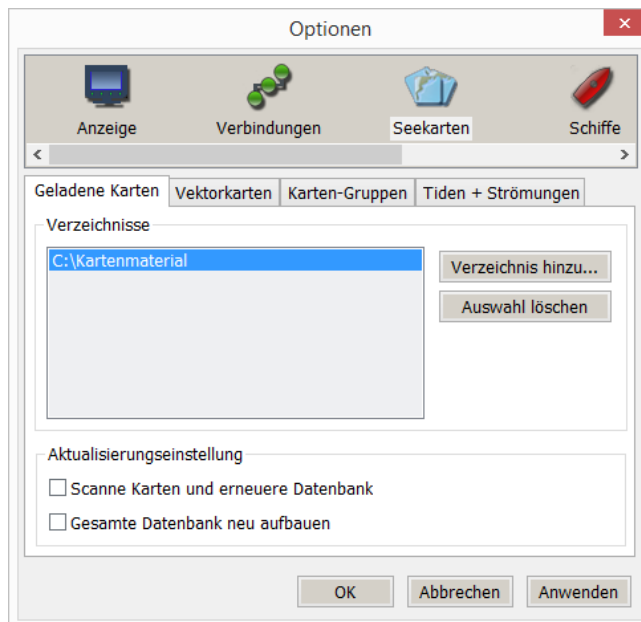 Optionen
Anzeige
Verbindungen
Seekarten
Schiffe
Geladene Karten
Vektorkarten
Karten-Gruppen
Tiden + Strömungen
Verzeichnisse
C:\Kartenmaterial
Verzeichnis hinzu...
Auswahl löschen
Aktualisierungseinstellung
Scanne Karten und erneuere Datenbank
Gesamte Datenbank neu aufbauen
OK
Abbrechen
Anwenden